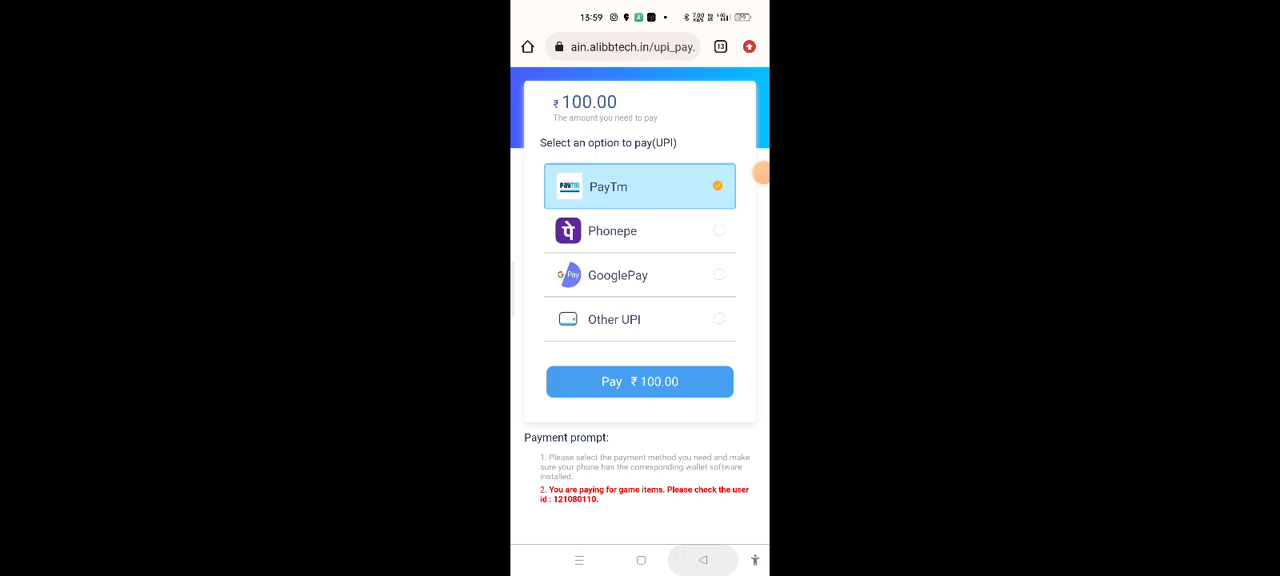 13:59
ain.alibbtech.in/upi_pay.
13
₹ 100.00
The amount you need to pay
Select an option to pay(UPI)
Paytm
PayTm
पे
Phonepe
G Pay
GooglePay
Other UPI
Pay ₹ 100.00
Payment prompt:
1. Please select the payment method you need and make
sure your phone has the corresponding wallet software
installed.
2. You are paying for game items. Please check the user
id : 121080110.